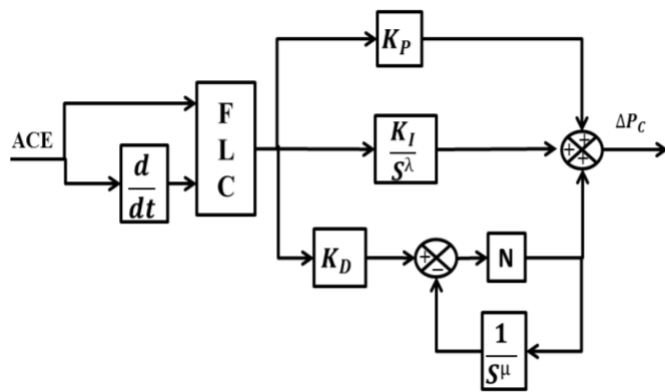 K_P
ACE
d/dt
F
L
C
K_I/S^λ
+ + +
ΔP_C
K_D
+ −
N
1/S^μ